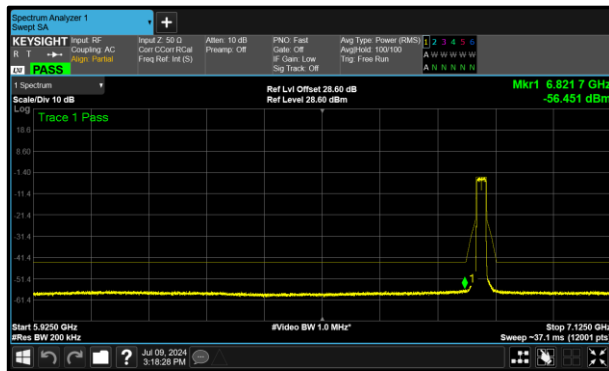 Spectrum Analyzer 1
Swept SA
KEYSIGHT
R T
LXI PASS
Input: RF
Coupling: AC
Align: Partial
Input Z: 50 Ω
Corr CCorr RCal
Freq Ref: Int (S)
Atten: 10 dB
Preamp: Off
PNO: Fast
Gate: Off
IF Gain: Low
Sig Track: Off
Avg Type: Power (RMS)
Avg|Hold: 100/100
Trig: Free Run
1 2 3 4 5 6
A W W W W W
A N N N N N
1 Spectrum
Scale/Div 10 dB
Ref Lvl Offset 28.60 dB
Ref Level 28.60 dBm
Mkr1 6.821 7 GHz
-56.451 dBm
Log
Trace 1 Pass
18.6
8.60
-1.40
-11.4
-21.4
-31.4
-41.4
-51.4
-61.4
1
Start 5.9250 GHz
#Res BW 200 kHz
#Video BW 1.0 MHz*
Stop 7.1250 GHz
Sweep ~37.1 ms (12001 pts)
?
Jul 09, 2024
3:18:28 PM